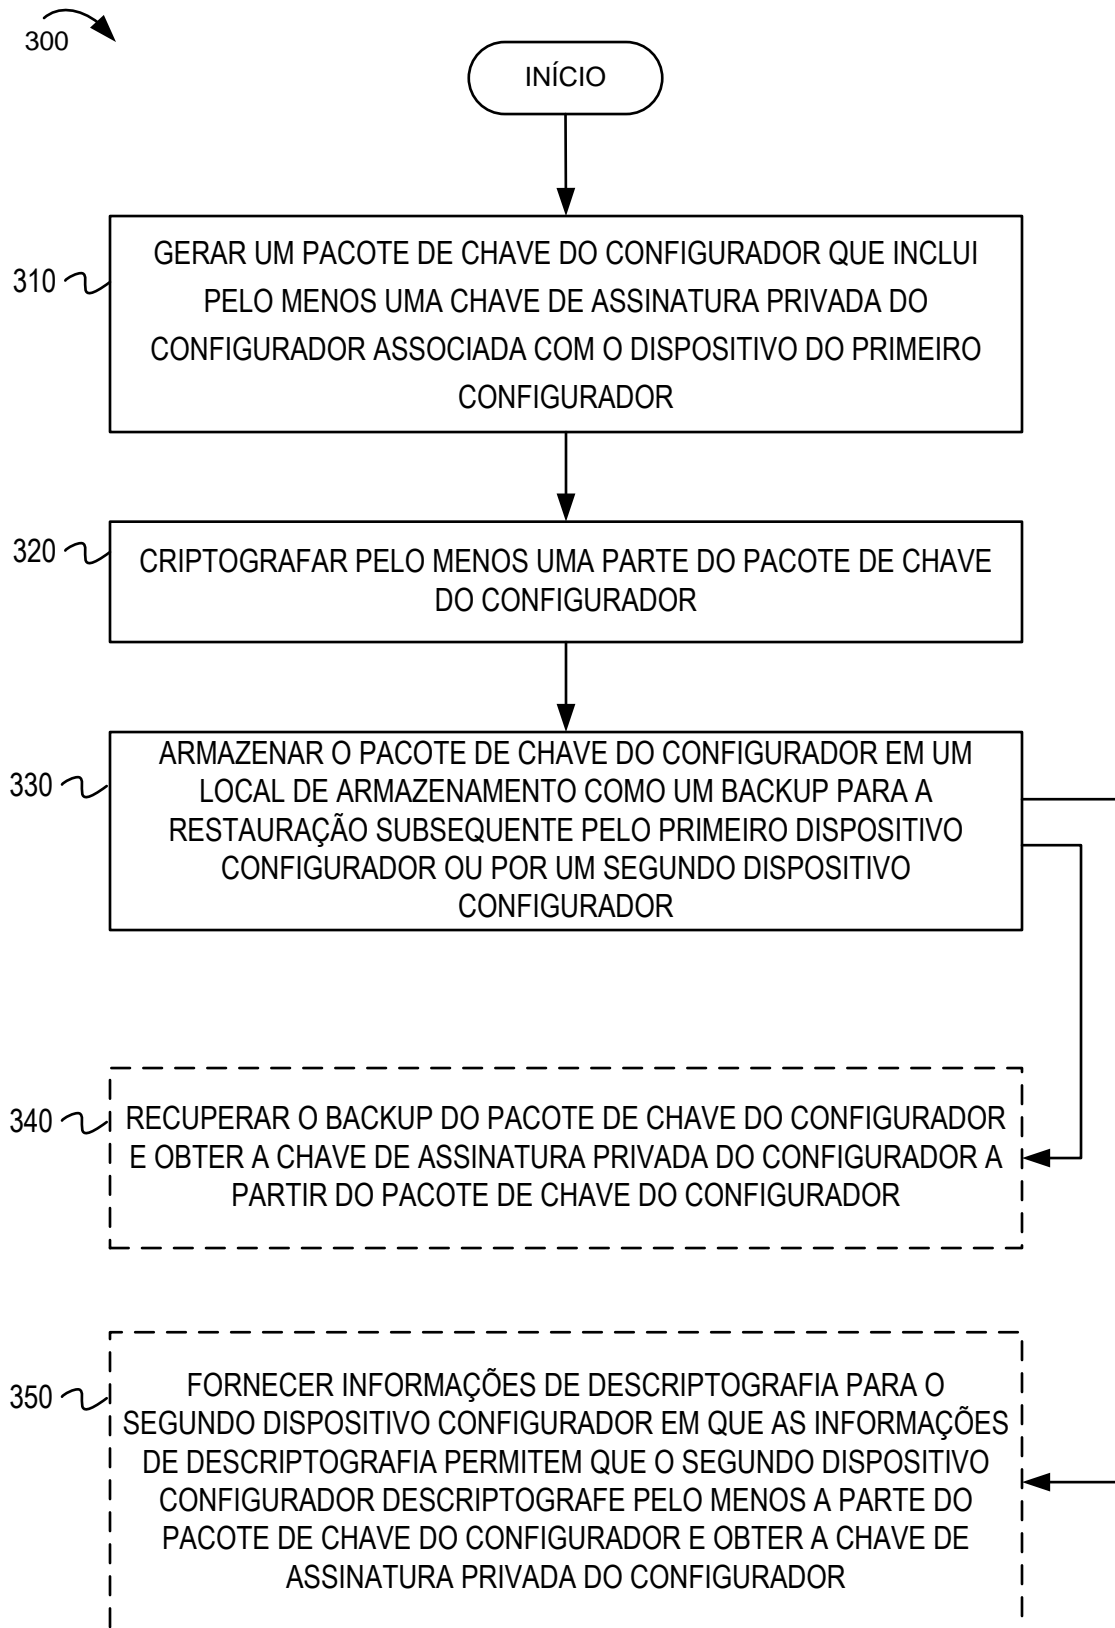 300
INÍCIO
310
GERAR UM PACOTE DE CHAVE DO CONFIGURADOR QUE INCLUI
PELO MENOS UMA CHAVE DE ASSINATURA PRIVADA DO
CONFIGURADOR ASSOCIADA COM O DISPOSITIVO DO PRIMEIRO
CONFIGURADOR
320
CRIPTOGRAFAR PELO MENOS UMA PARTE DO PACOTE DE CHAVE
DO CONFIGURADOR
330
ARMAZENAR O PACOTE DE CHAVE DO CONFIGURADOR EM UM
LOCAL DE ARMAZENAMENTO COMO UM BACKUP PARA A
RESTAURAÇÃO SUBSEQUENTE PELO PRIMEIRO DISPOSITIVO
CONFIGURADOR OU POR UM SEGUNDO DISPOSITIVO
CONFIGURADOR
340
RECUPERAR O BACKUP DO PACOTE DE CHAVE DO CONFIGURADOR
E OBTER A CHAVE DE ASSINATURA PRIVADA DO CONFIGURADOR A
PARTIR DO PACOTE DE CHAVE DO CONFIGURADOR
350
FORNECER INFORMAÇÕES DE DESCRIPTOGRAFIA PARA O
SEGUNDO DISPOSITIVO CONFIGURADOR EM QUE AS INFORMAÇÕES
DE DESCRIPTOGRAFIA PERMITEM QUE O SEGUNDO DISPOSITIVO
CONFIGURADOR DESCRIPTOGRAFE PELO MENOS A PARTE DO
PACOTE DE CHAVE DO CONFIGURADOR E OBTER A CHAVE DE
ASSINATURA PRIVADA DO CONFIGURADOR